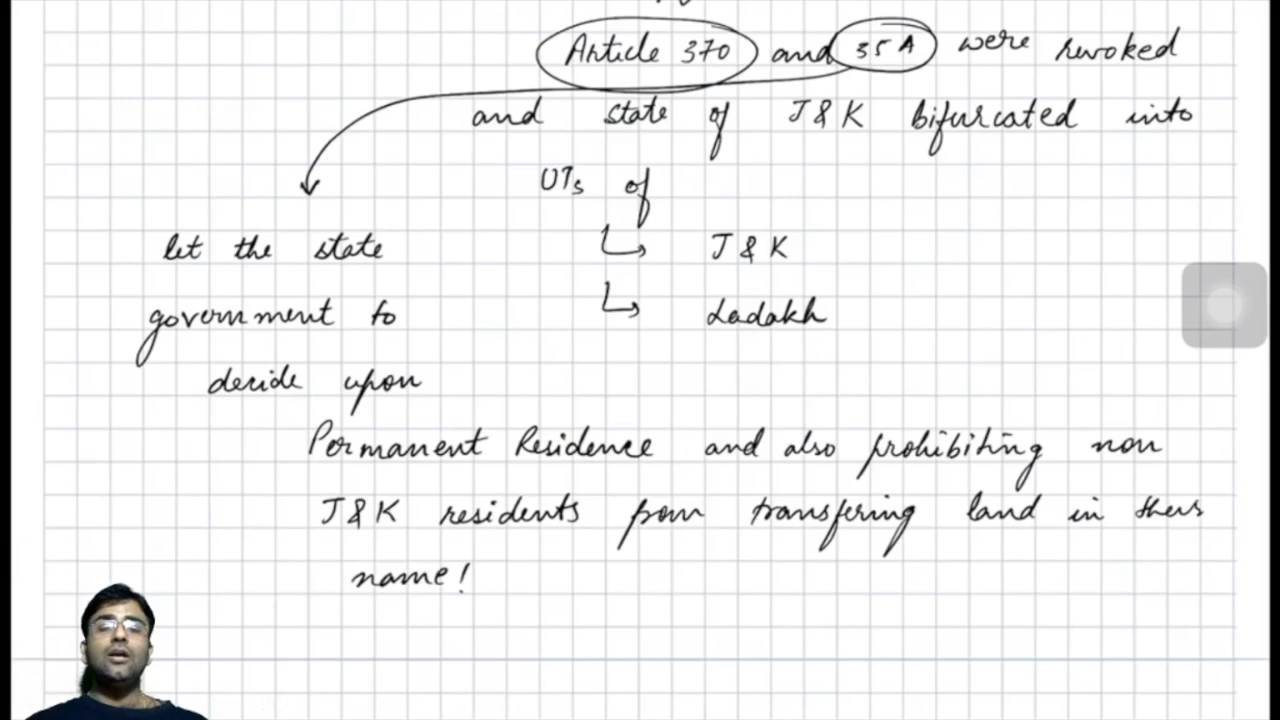 Article 370 and 35A were revoked
and state of J&K bifurcated into
UTs of
let the state
J&K
government to
Ladakh
decide upon
Permanent Residence and also prohibiting non
J&K residents from transfering land in their
name!